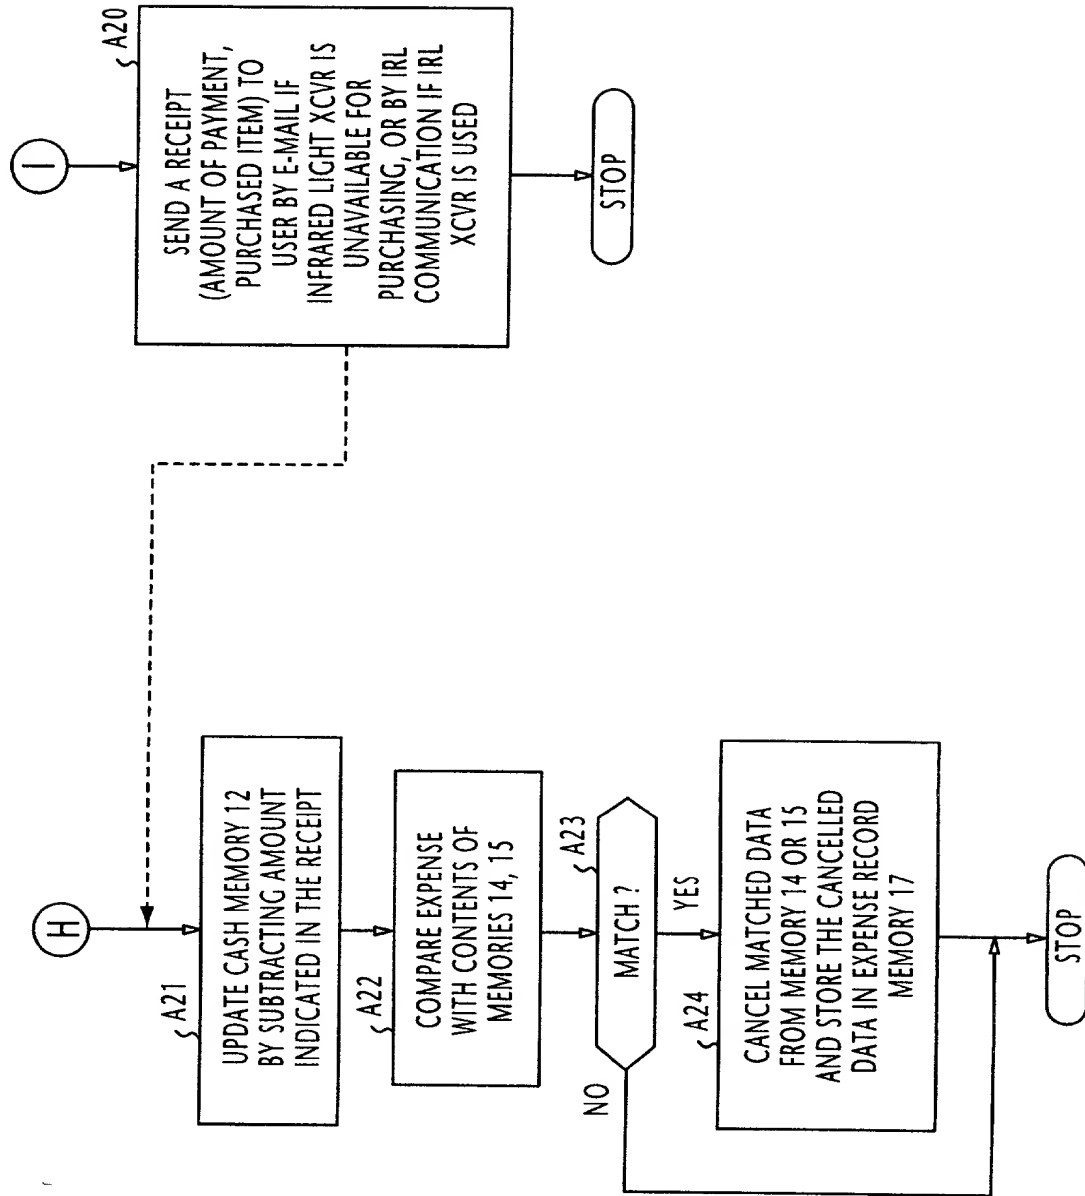 H
A21
UPDATE CASH MEMORY 12
BY SUBTRACTING AMOUNT
INDICATED IN THE RECEIPT
A22
COMPARE EXPENSE
WITH CONTENTS OF
MEMORIES 14, 15
A23
MATCH ?
NO
YES
A24
CANCEL MATCHED DATA
FROM MEMORY 14 OR 15
AND STORE THE CANCELLED
DATA IN EXPENSE RECORD
MEMORY 17
STOP
I
A20
SEND A RECEIPT
(AMOUNT OF PAYMENT,
PURCHASED ITEM) TO
USER BY E-MAIL IF
INFRARED LIGHT XCVR IS
UNAVAILABLE FOR
PURCHASING, OR BY IRL
COMMUNICATION IF IRL
XCVR IS USED
STOP